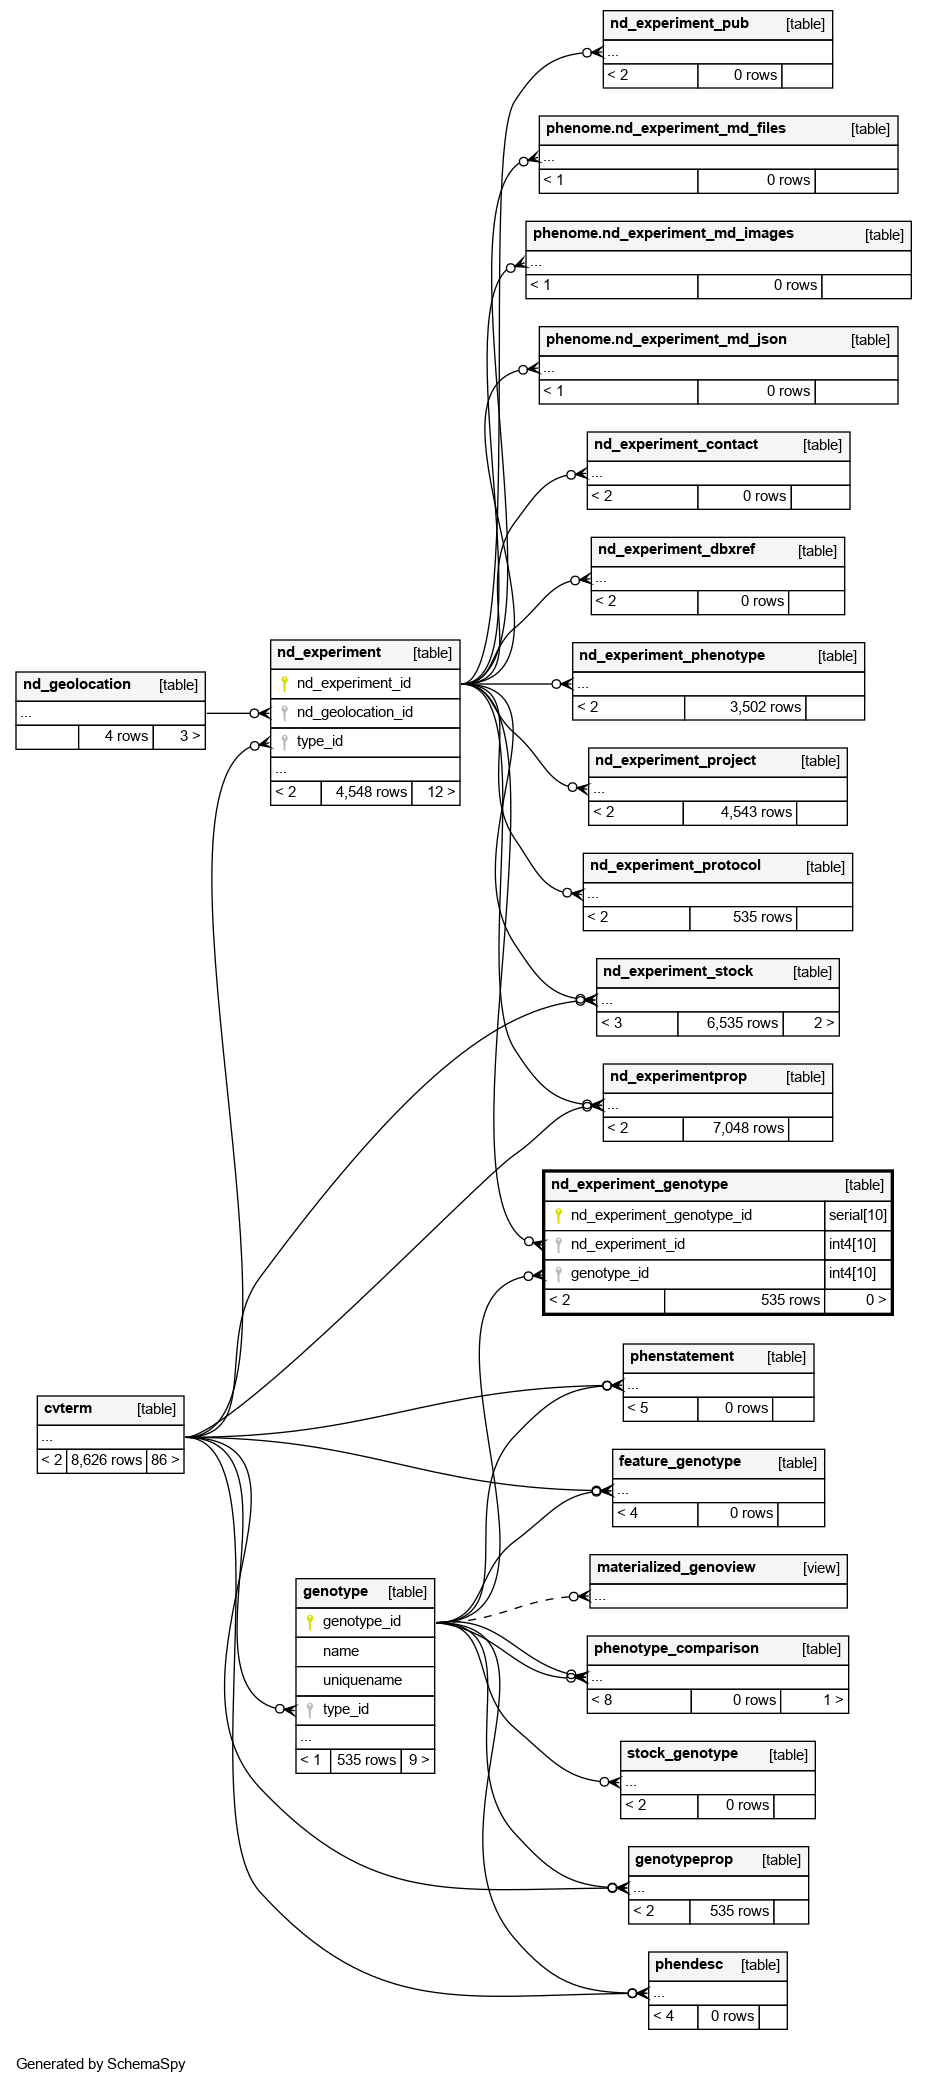 nd_experiment_pub [table]
...
< 2 0 rows
phenome.nd_experiment_md_files [table]
...
< 1 0 rows
phenome.nd_experiment_md_images [table]
...
< 1 0 rows
phenome.nd_experiment_md_json [table]
...
< 1 0 rows
nd_experiment_contact [table]
...
< 2 0 rows
nd_experiment_dbxref [table]
...
< 2 0 rows
nd_experiment_phenotype [table]
...
< 2 3,502 rows
nd_experiment_project [table]
...
< 2 4,543 rows
nd_experiment_protocol [table]
...
< 2 535 rows
nd_experiment_stock [table]
...
< 3 6,535 rows 2 >
nd_experimentprop [table]
...
< 2 7,048 rows
nd_experiment_genotype [table]
nd_experiment_genotype_id serial[10]
nd_experiment_id int4[10]
genotype_id int4[10]
< 2 535 rows 0 >
phenstatement [table]
...
< 5 0 rows
feature_genotype [table]
...
< 4 0 rows
materialized_genoview [view]
...
phenotype_comparison [table]
...
< 8 0 rows 1 >
stock_genotype [table]
...
< 2 0 rows
genotypeprop [table]
...
< 2 535 rows
phendesc [table]
...
< 4 0 rows
nd_experiment [table]
nd_experiment_id
nd_geolocation_id
type_id
...
< 2 4,548 rows 12 >
nd_geolocation [table]
...
4 rows 3 >
cvterm [table]
...
< 2 8,626 rows 86 >
genotype [table]
genotype_id
name
uniquename
type_id
...
< 1 535 rows 9 >
Generated by SchemaSpy